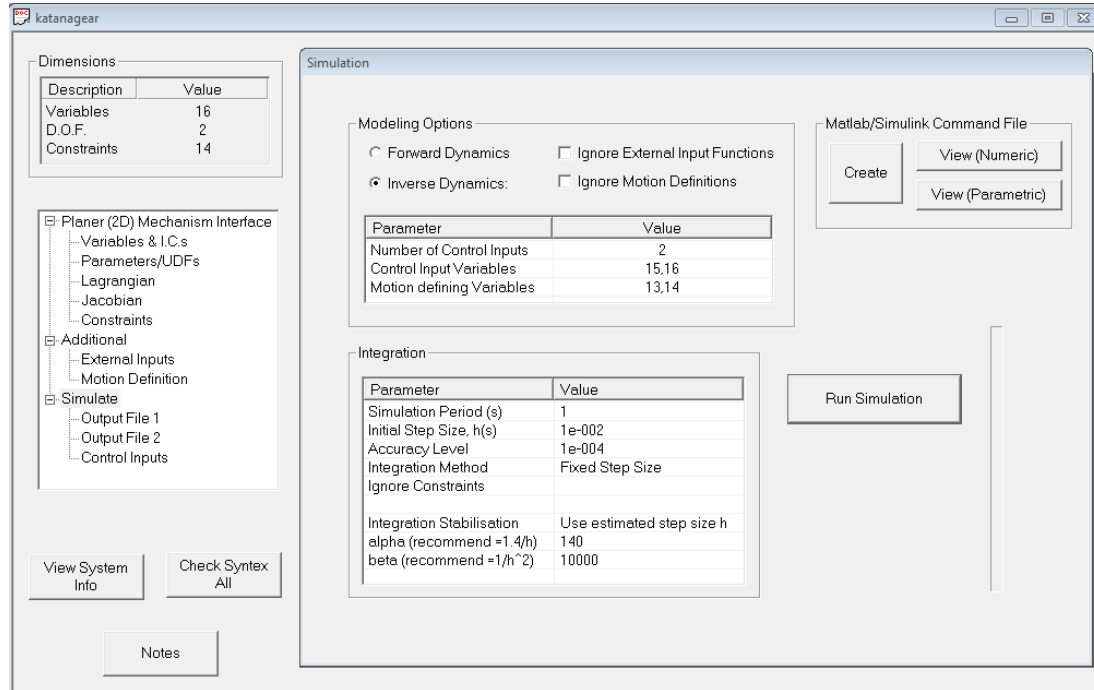 katanagear
Dimensions
Description Value
Variables 16
D.O.F. 2
Constraints 14
Planer (2D) Mechanism Interface
Variables & I.C.s
Parameters/UDFs
Lagrangian
Jacobian
Constraints
Additional
External Inputs
Motion Definition
Simulate
Output File 1
Output File 2
Control Inputs
View System
Info
Check Syntex
All
Notes
Simulation
Modeling Options
Forward Dynamics Ignore External Input Functions
Inverse Dynamics: Ignore Motion Definitions
Parameter Value
Number of Control Inputs 2
Control Input Variables 15,16
Motion defining Variables 13,14
Matlab/Simulink Command File
Create
View (Numeric)
View (Parametric)
Integration
Parameter Value
Simulation Period (s) 1
Initial Step Size, h(s) 1e-002
Accuracy Level 1e-004
Integration Method Fixed Step Size
Ignore Constraints
Integration Stabilisation Use estimated step size h
alpha (recommend =1.4/h) 140
beta (recommend =1/h^2) 10000
Run Simulation